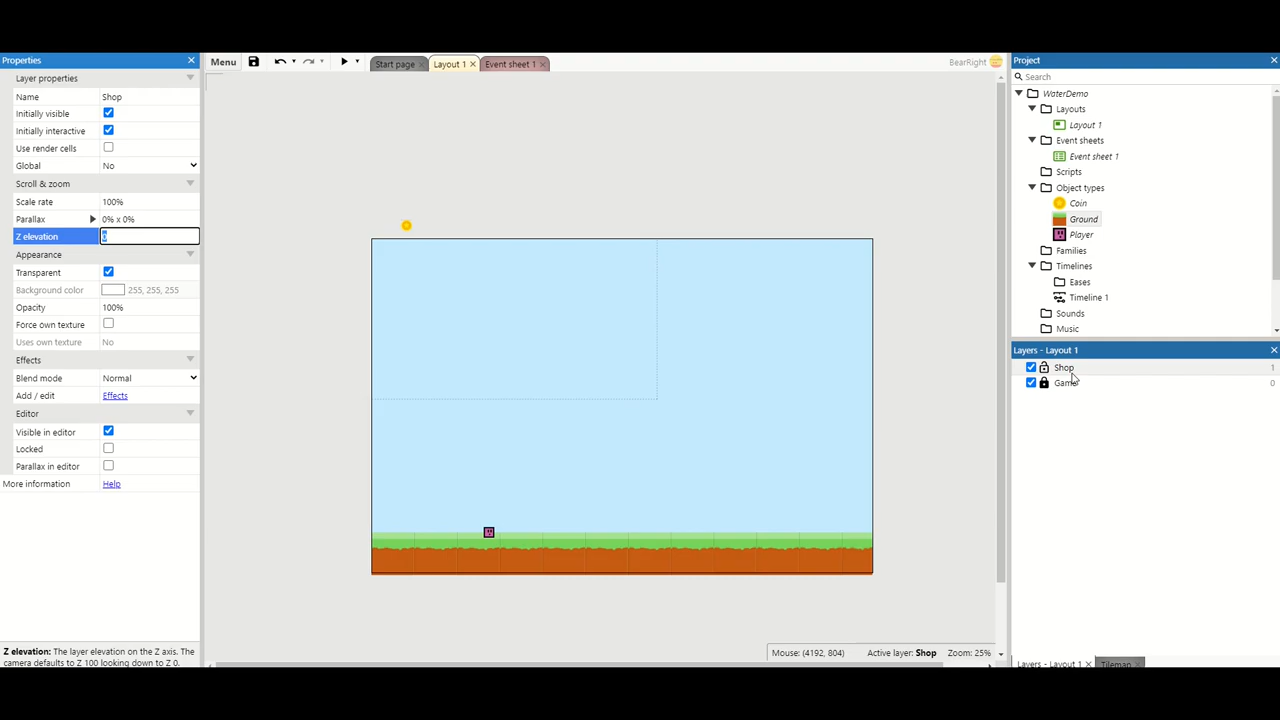 Properties
Layer properties
Name Shop
Initially visible
Initially interactive
Use render cells
Global No
Scroll & zoom
Scale rate 100%
Parallax 0% x 0%
Z elevation 0
Appearance
Transparent
Background color 255, 255, 255
Opacity 100%
Force own texture
Uses own texture No
Effects
Blend mode Normal
Add / edit Effects
Editor
Visible in editor
Locked
Parallax in editor
More information Help
Z elevation: The layer elevation on the Z axis. The
camera defaults to Z 100 looking down to Z 0.
Menu
Start page Layout 1 Event sheet 1
BearRight
Mouse: (4192, 804) Active layer: Shop Zoom: 25%
Project
Search
WaterDemo
Layouts
Layout 1
Event sheets
Event sheet 1
Scripts
Object types
Coin
Ground
Player
Families
Timelines
Eases
Timeline 1
Sounds
Music
Layers - Layout 1
Shop 1
Game 0
Layers - Layout 1 Tilemap